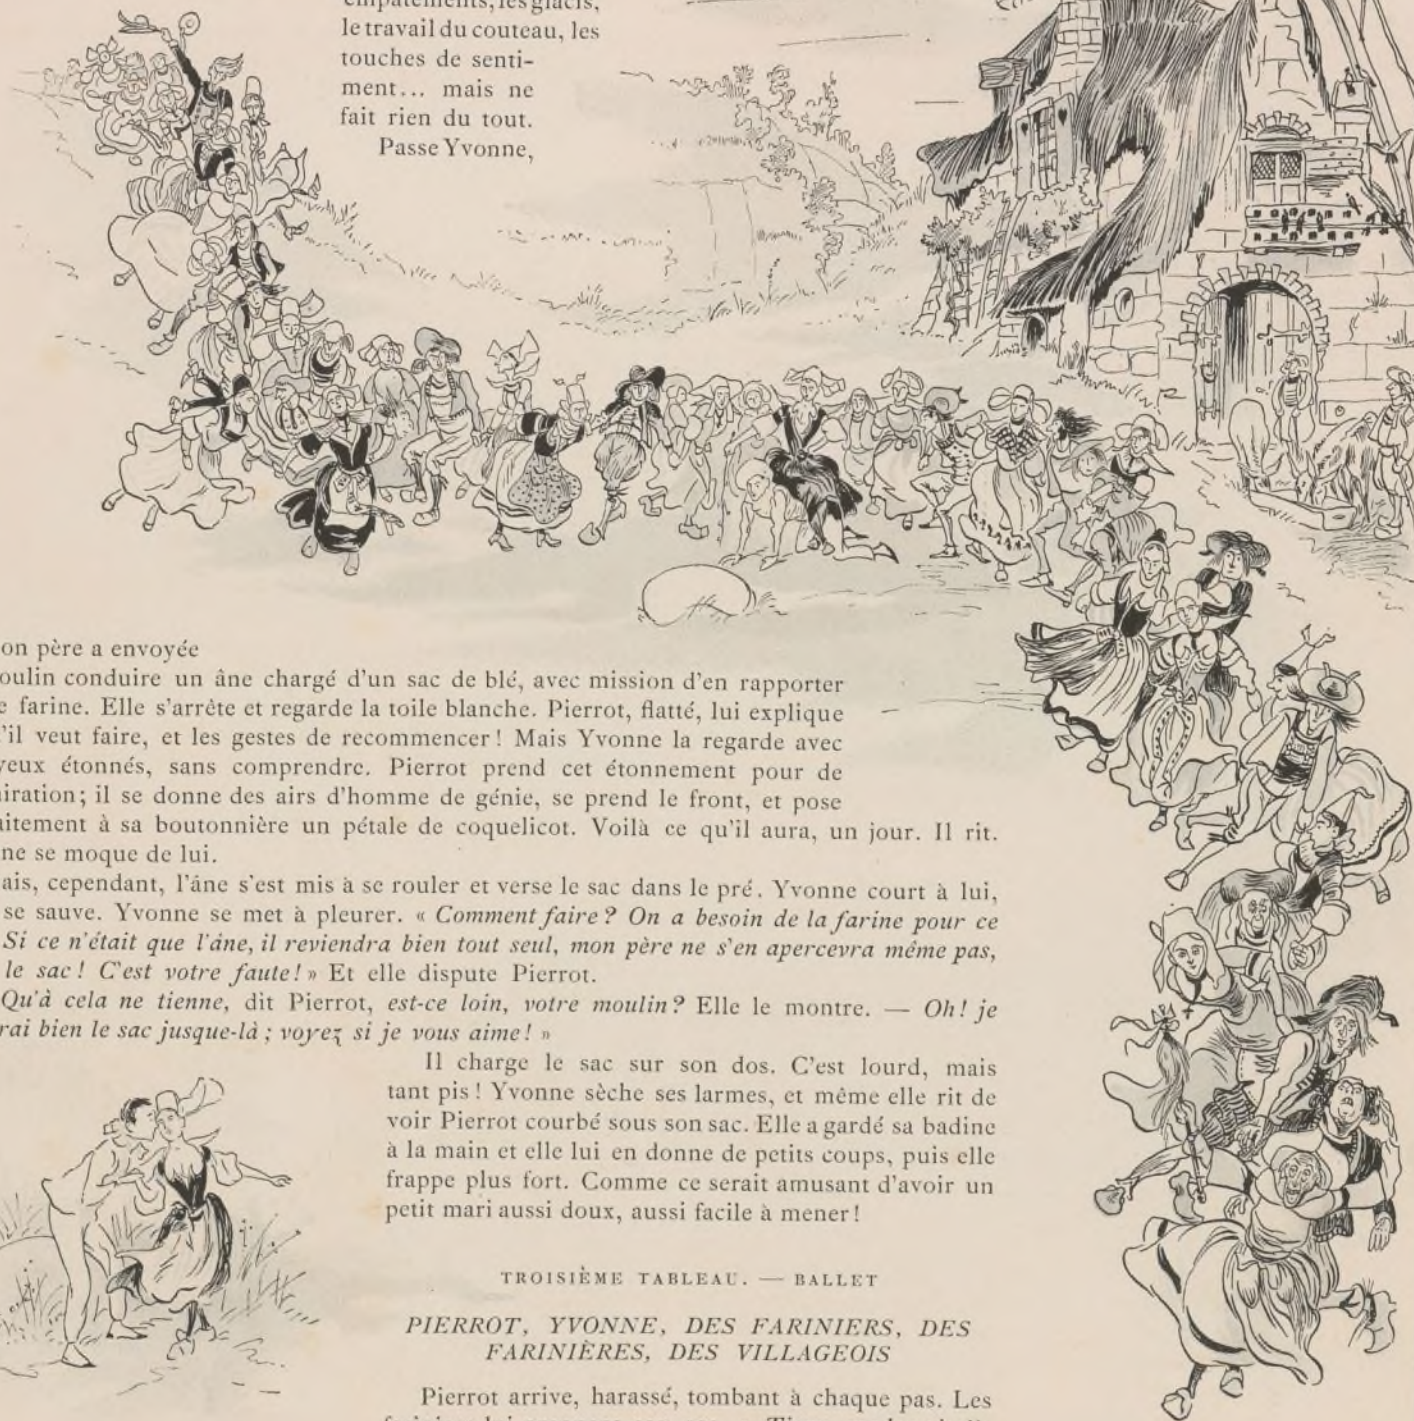 le travail du couteau, les
touches de senti-
ment... mais ne
fait rien du tout.
Passe Yvonne,
on père a envoyée
oulin conduire un âne chargé d'un sac de blé, avec mission d'en rapporter
e farine. Elle s'arrête et regarde la toile blanche. Pierrot, flatté, lui explique
'il veut faire, et les gestes de recommencer! Mais Yvonne la regarde avec
yeux étonnés, sans comprendre. Pierrot prend cet étonnement pour de
iration; il se donne des airs d'homme de génie, se prend le front, et pose
aitement à sa boutonnière un pétale de coquelicot. Voilà ce qu'il aura, un jour. Il rit.
ne se moque de lui.
ais, cependant, l'âne s'est mis à se rouler et verse le sac dans le pré. Yvonne court à lui,
se sauve. Yvonne se met à pleurer. « Comment faire? On a besoin de la farine pour ce
Si ce n'était que l'âne, il reviendra bien tout seul, mon père ne s'en apercevra même pas,
le sac! C'est votre faute! » Et elle dispute Pierrot.
Qu'à cela ne tienne, dit Pierrot, est-ce loin, votre moulin? Elle le montre. — Oh! je
rai bien le sac jusque-là; voyez si je vous aime! »
Il charge le sac sur son dos. C'est lourd, mais
tant pis! Yvonne sèche ses larmes, et même elle rit de
voir Pierrot courbé sous son sac. Elle a gardé sa badine
à la main et elle lui en donne de petits coups, puis elle
frappe plus fort. Comme ce serait amusant d'avoir un
petit mari aussi doux, aussi facile à mener!
TROISIÈME TABLEAU. — BALLET
PIERROT, YVONNE, DES FARINIERS, DES
FARINIÈRES, DES VILLAGEOIS
Pierrot arrive, harassé, tombant à chaque pas. Les